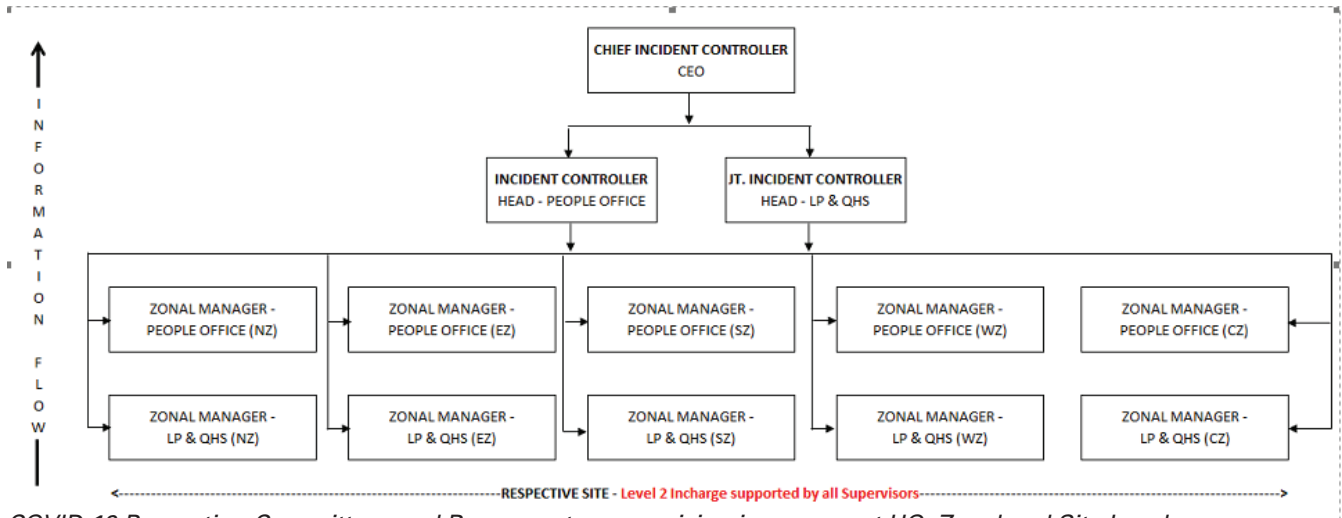 CHIEF INCIDENT CONTROLLER
CEO
INCIDENT CONTROLLER
HEAD - PEOPLE OFFICE
JT. INCIDENT CONTROLLER
HEAD - LP & QHS
INFORMATION FLOW
ZONAL MANAGER -
PEOPLE OFFICE (NZ)
ZONAL MANAGER -
PEOPLE OFFICE (EZ)
ZONAL MANAGER -
PEOPLE OFFICE (SZ)
ZONAL MANAGER -
PEOPLE OFFICE (WZ)
ZONAL MANAGER -
PEOPLE OFFICE (CZ)
ZONAL MANAGER -
LP & QHS (NZ)
ZONAL MANAGER -
LP & QHS (EZ)
ZONAL MANAGER -
LP & QHS (SZ)
ZONAL MANAGER -
LP & QHS (WZ)
ZONAL MANAGER -
LP & QHS (CZ)
RESPECTIVE SITE - Level 2 Incharge supported by all Supervisors